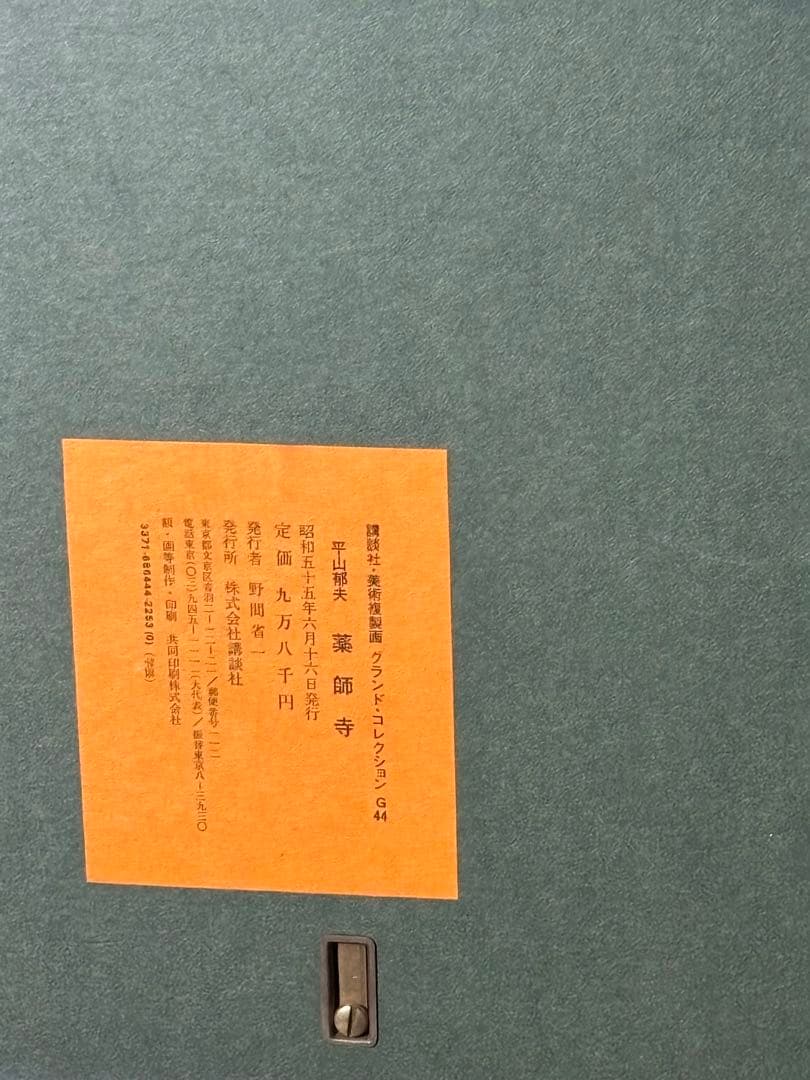 講談社・美術複製画 グランド・コレクション G44
平山郁夫 薬師寺
昭和五十五年六月十六日発行
定価 九万八千円
発行者 野間省一
発行所 株式会社講談社
東京都文京区音羽二ー一二ー二一/郵便番号一一二
電話東京(〇三)九四五ー一一一一(大代表)/振替東京八ー三九三〇
額・画等制作・印刷 共同印刷株式会社
3371-686444-2253(0)